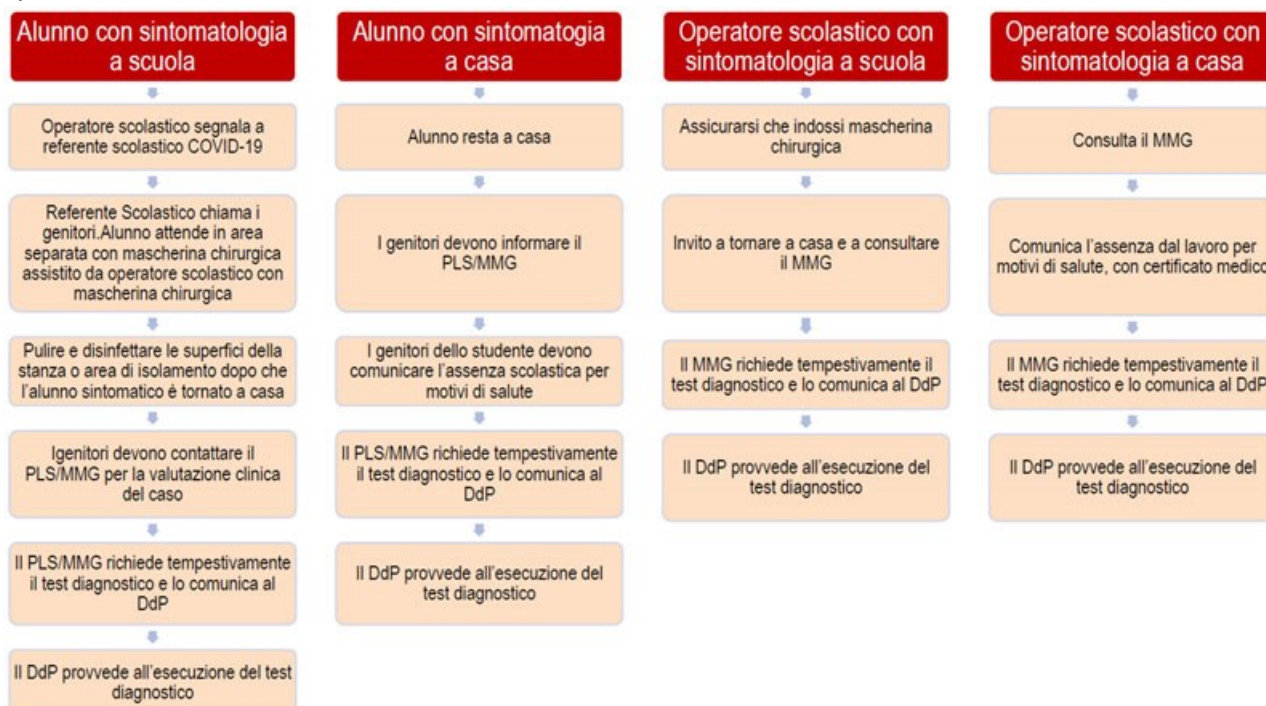 Alunno con sintomatologia
a scuola
Operatore scolastico segnala a
referente scolastico COVID-19
Referente Scolastico chiama i
genitori.Alunno attende in area
separata con mascherina chirurgica
assistito da operatore scolastico con
mascherina chirurgica
Pulire e disinfettare le superfici della
stanza o area di isolamento dopo che
l'alunno sintomatico è tornato a casa
Igenitori devono contattare il
PLS/MMG per la valutazione clinica
del caso
Il PLS/MMG richiede tempestivamente
il test diagnostico e lo comunica al
DdP
Il DdP provvede all'esecuzione del test
diagnostico
Alunno con sintomatogia
a casa
Alunno resta a casa
I genitori devono informare il
PLS/MMG
I genitori dello studente devono
comunicare l'assenza scolastica per
motivi di salute
Il PLS/MMG richiede tempestivamente
il test diagnostico e lo comunica al
DdP
Il DdP provvede all'esecuzione del
test diagnostico
Operatore scolastico con
sintomatologia a scuola
Assicurarsi che indossi mascherina
chirurgica
Invito a tornare a casa e a consultare
il MMG
Il MMG richiede tempestivamente il
test diagnostico e lo comunica al DdP
Il DdP provvede all'esecuzione del
test diagnostico
Operatore scolastico con
sintomatologia a casa
Consulta il MMG
Comunica l'assenza dal lavoro per
motivi di salute, con certificato medico
Il MMG richiede tempestivamente il
test diagnostico e lo comunica al DdP
Il DdP provvede all'esecuzione del
test diagnostico